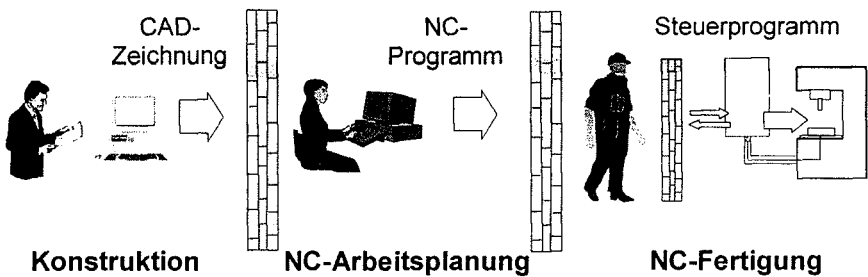 CAD-
Zeichnung
NC-
Programm
Steuerprogramm
Konstruktion
NC-Arbeitsplanung
NC-Fertigung